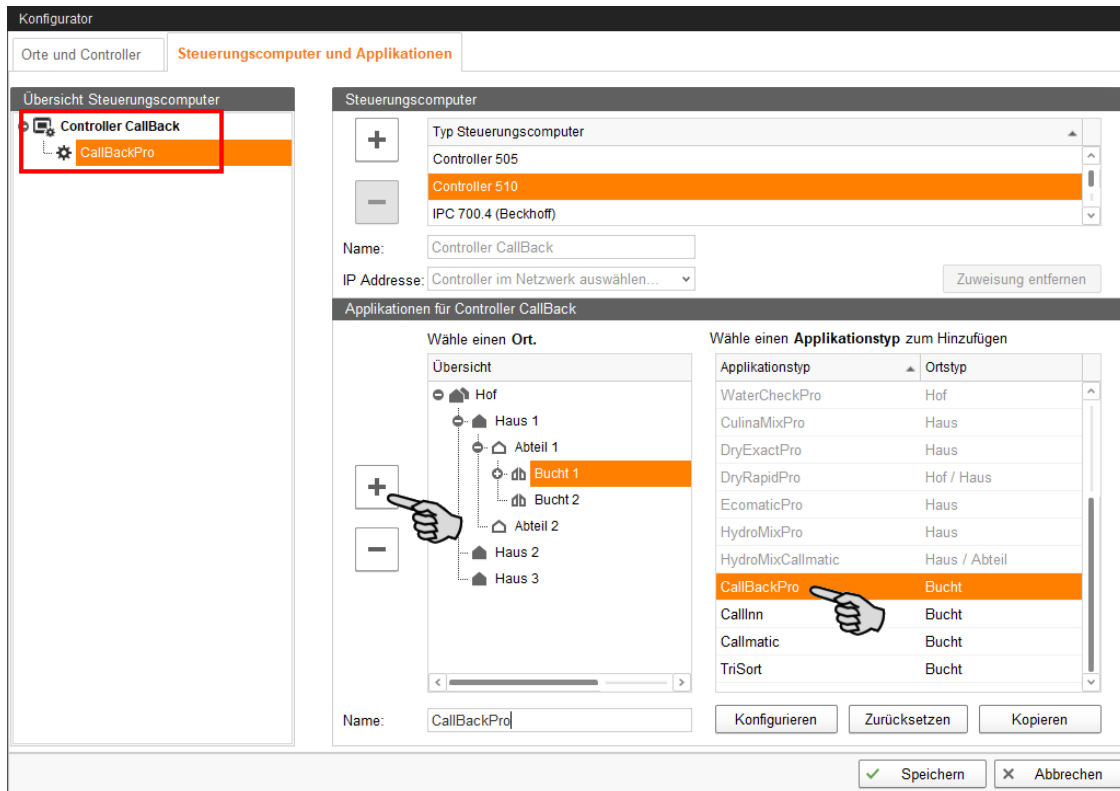 Konfigurator
Orte und Controller
Steuerungscomputer und Applikationen
Übersicht Steuerungscomputer
Controller CallBack
CallBackPro
Steuerungscomputer
Typ Steuerungscomputer
Controller 505
Controller 510
IPC 700.4 (Beckhoff)
Name: Controller CallBack
IP Addresse: Controller im Netzwerk auswählen... Zuweisung entfernen
Applikationen für Controller CallBack
Wähle einen Ort.
Übersicht
Hof
Haus 1
Abteil 1
Bucht 1
Bucht 2
Abteil 2
Haus 2
Haus 3
Name: CallBackPro
Wähle einen Applikationstyp zum Hinzufügen
Applikationstyp Ortstyp
WaterCheckPro Hof
CulinaMixPro Haus
DryExactPro Haus
DryRapidPro Hof / Haus
EcomaticPro Haus
HydroMixPro Haus
HydroMixCallmatic Haus / Abteil
CallBackPro Bucht
CallInn Bucht
Callmatic Bucht
TriSort Bucht
Konfigurieren Zurücksetzen Kopieren
Speichern Abbrechen